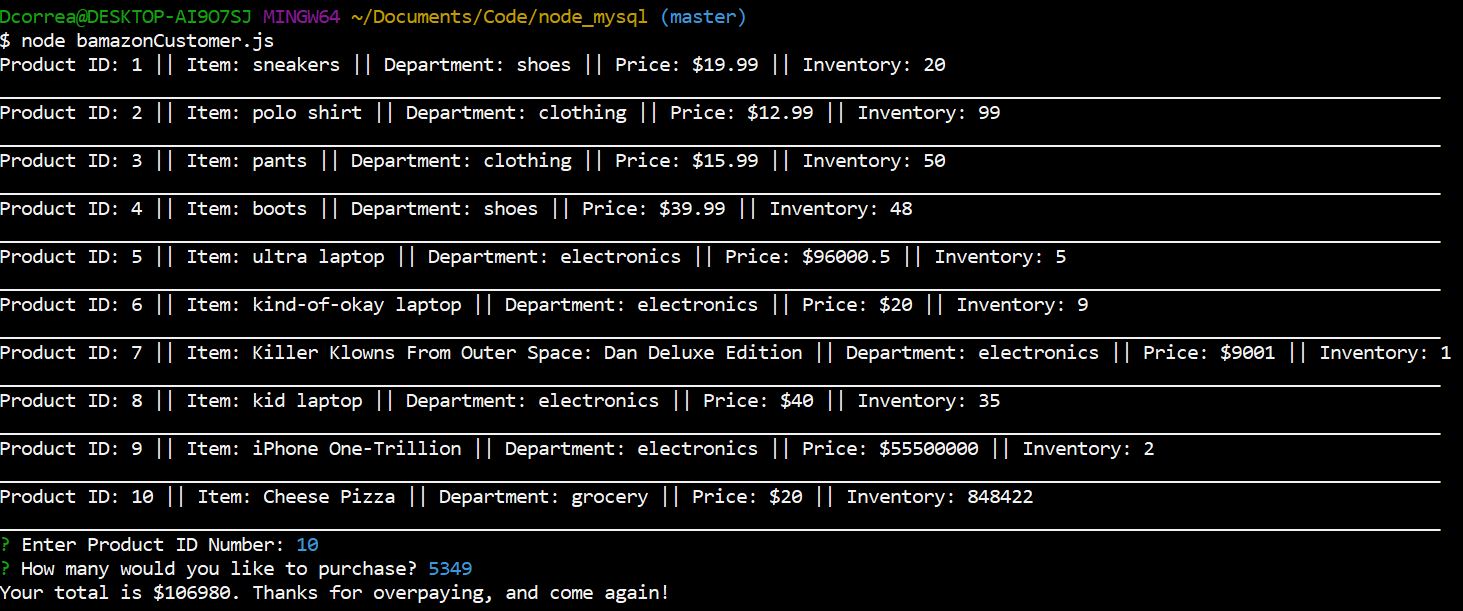 Dcorrea@DESKTOP-AI9O7SJ MINGW64 ~/Documents/Code/node_mysql (master)
$ node bamazonCustomer.js
Product ID: 1 || Item: sneakers || Department: shoes || Price: $19.99 || Inventory: 20
Product ID: 2 || Item: polo shirt || Department: clothing || Price: $12.99 || Inventory: 99
Product ID: 3 || Item: pants || Department: clothing || Price: $15.99 || Inventory: 50
Product ID: 4 || Item: boots || Department: shoes || Price: $39.99 || Inventory: 48
Product ID: 5 || Item: ultra laptop || Department: electronics || Price: $96000.5 || Inventory: 5
Product ID: 6 || Item: kind-of-okay laptop || Department: electronics || Price: $20 || Inventory: 9
Product ID: 7 || Item: Killer Klowns From Outer Space: Dan Deluxe Edition || Department: electronics || Price: $9001 || Inventory: 1
Product ID: 8 || Item: kid laptop || Department: electronics || Price: $40 || Inventory: 35
Product ID: 9 || Item: iPhone One-Trillion || Department: electronics || Price: $55500000 || Inventory: 2
Product ID: 10 || Item: Cheese Pizza || Department: grocery || Price: $20 || Inventory: 848422
? Enter Product ID Number: 10
? How many would you like to purchase? 5349
Your total is $106980. Thanks for overpaying, and come again!